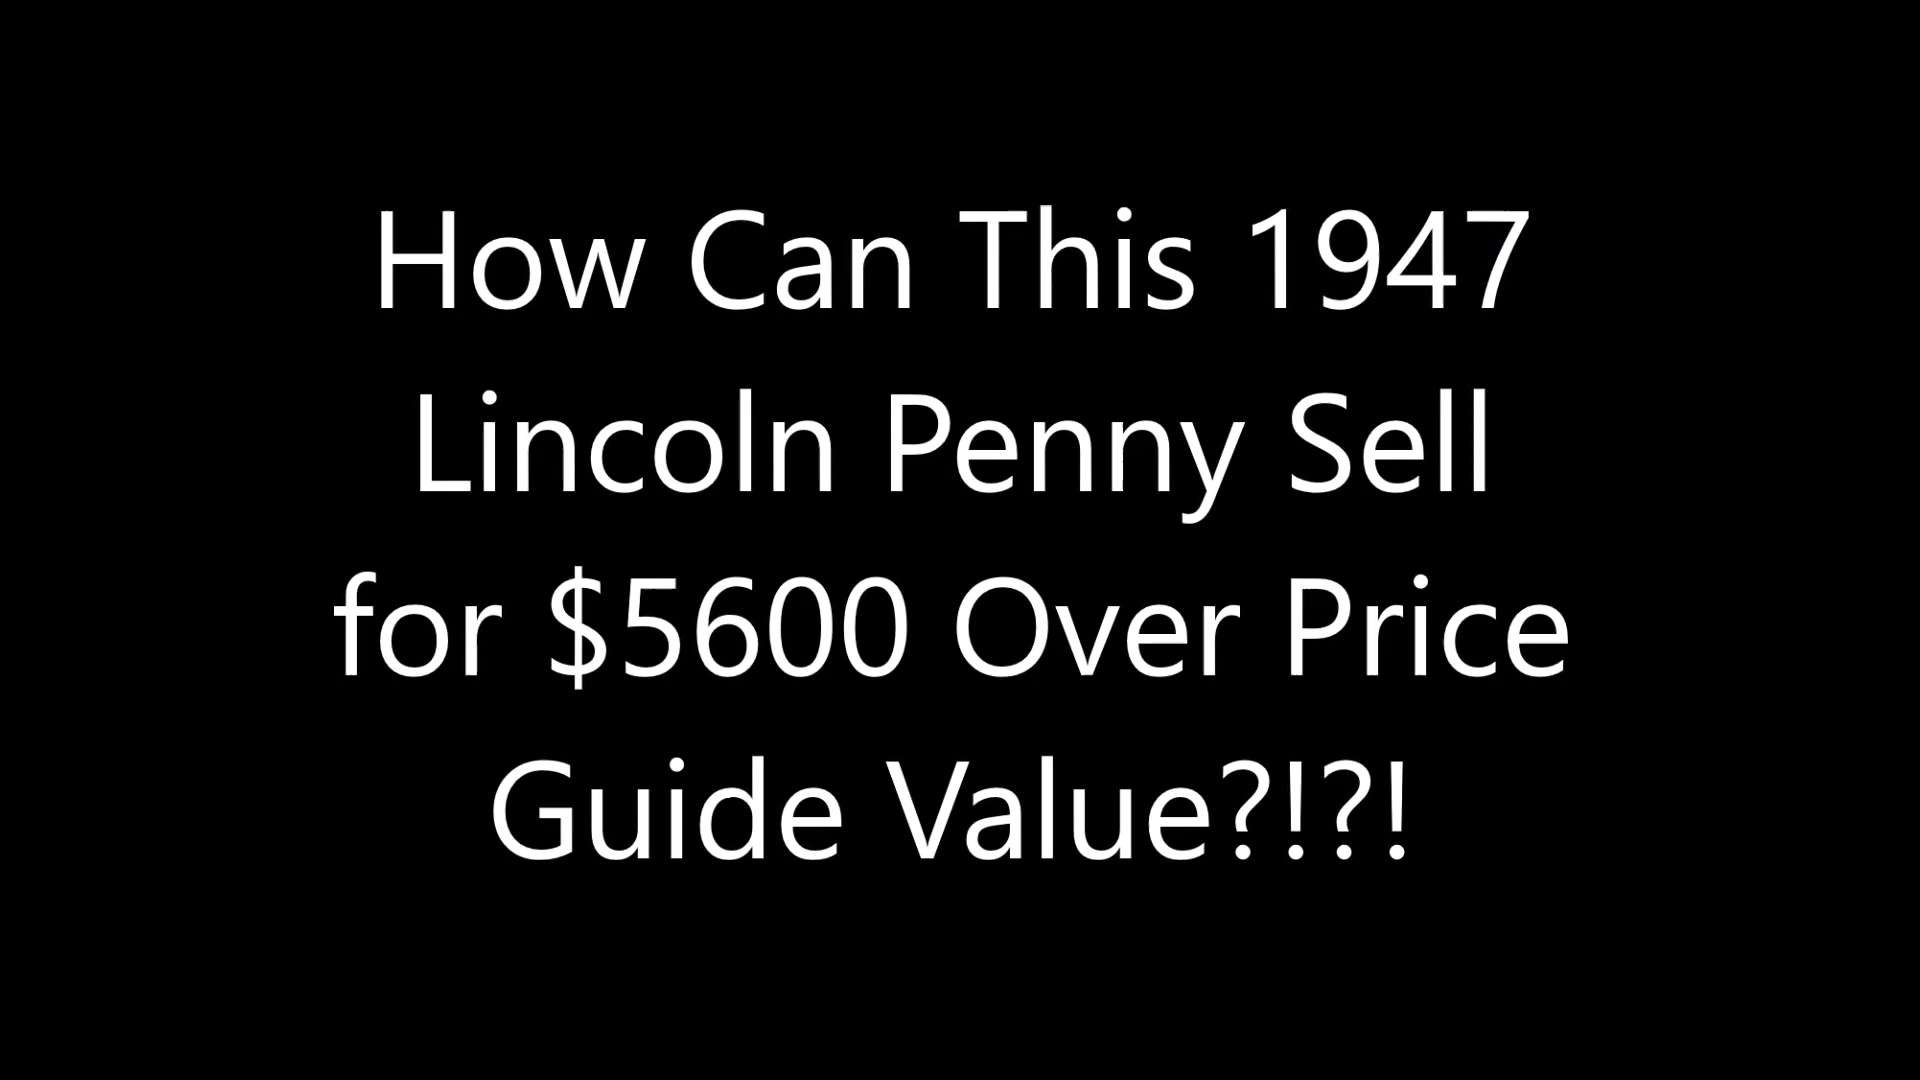 How Can This 1947
Lincoln Penny Sell
for $5600 Over Price
Guide Value?!?!